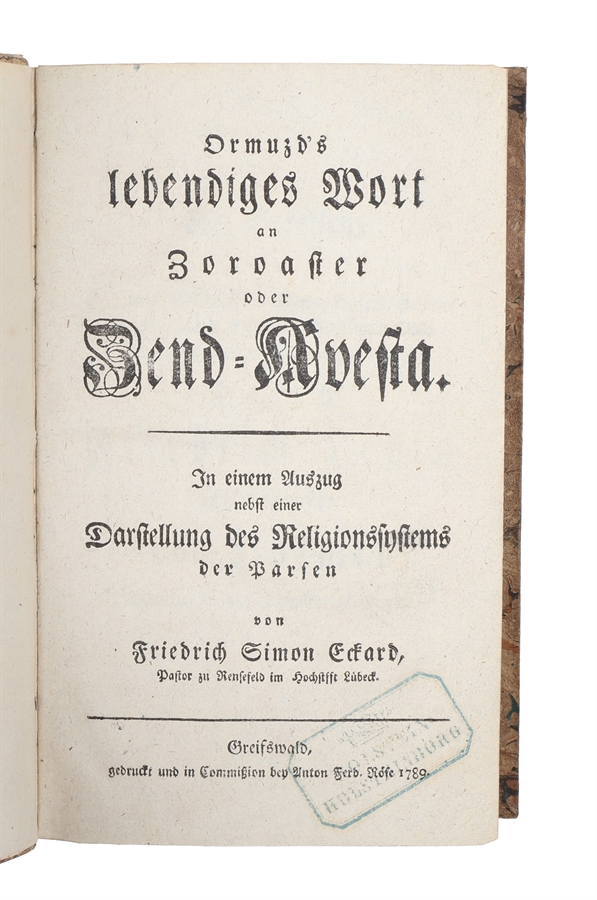 Ormuzd's
lebendiges Wort
an
Zoroaster
oder
Zend-Avesta.
In einem Auszug
nebst einer
Darstellung des Religionssystems
der Parsen
von
Friedrich Simon Eckard,
Pastor zu Rensefeld im Hochstift Lübeck.
Greifswald,
gedruckt und in Commißion bey Anton Ferd. Röse 1789.
HOLSTEINBORG